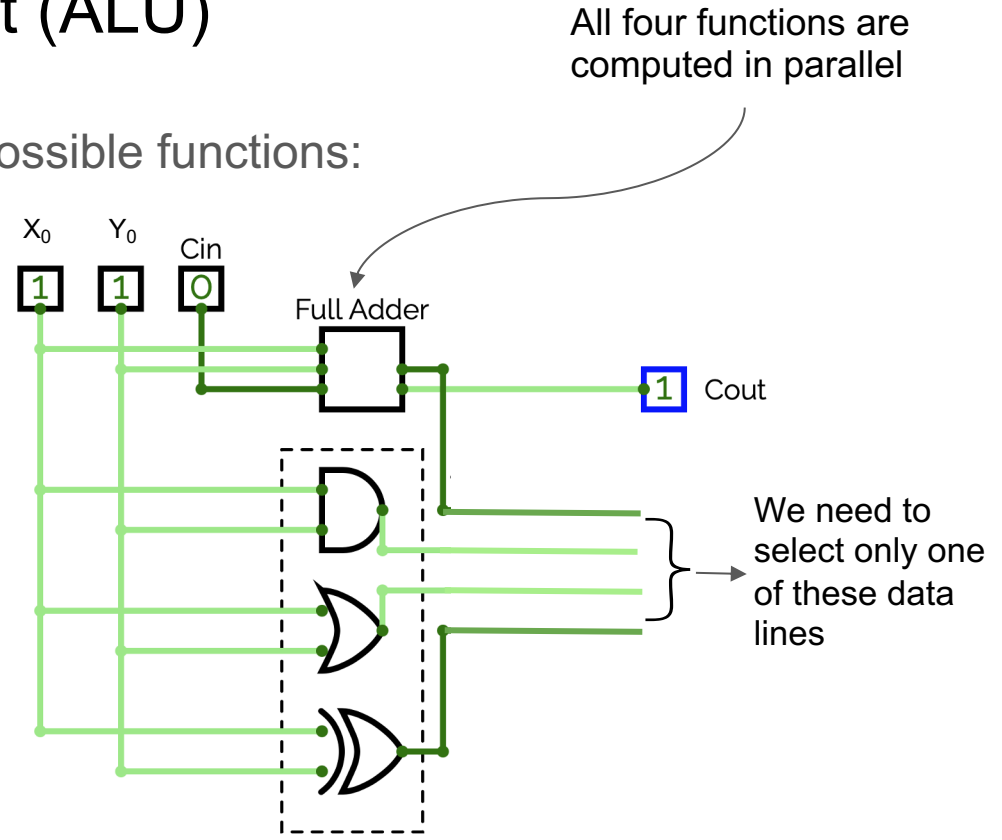 t (ALU)
All four functions are
computed in parallel
ossible functions:
X₀
Y₀
Cin
1
1
0
Full Adder
1
Cout
We need to
select only one
of these data
lines